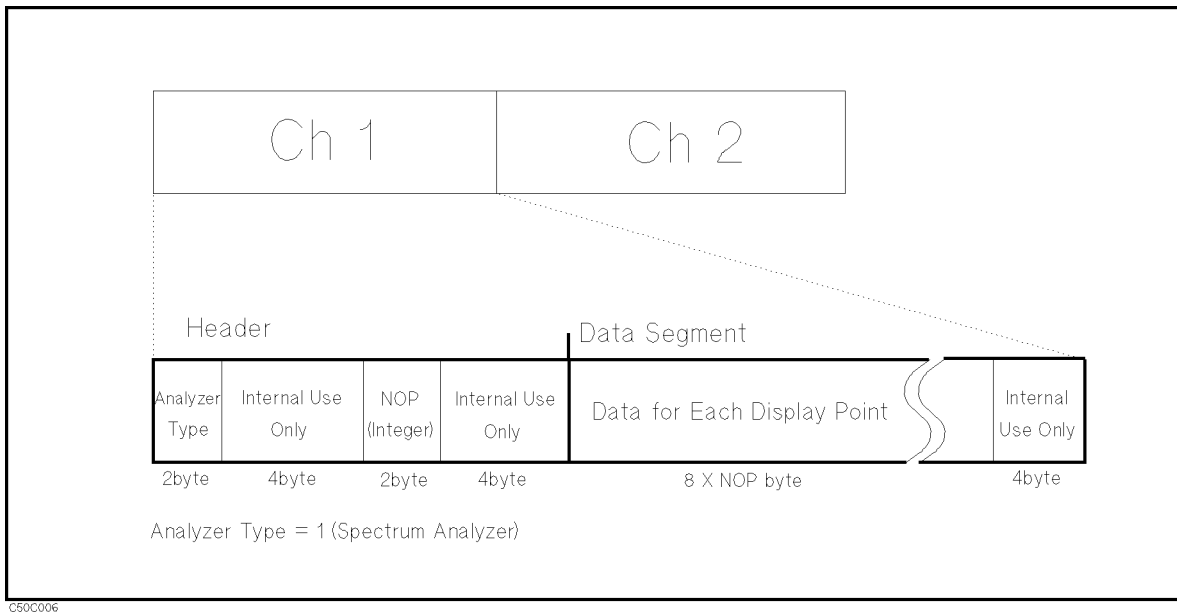 Ch 1
Ch 2
Header
Data Segment
Analyzer
Type
Internal Use
Only
NOP
(Integer)
Internal Use
Only
Data for Each Display Point
Internal
Use Only
2byte
4byte
2byte
4byte
8 X NOP byte
4byte
Analyzer Type = 1 (Spectrum Analyzer)
C50C006